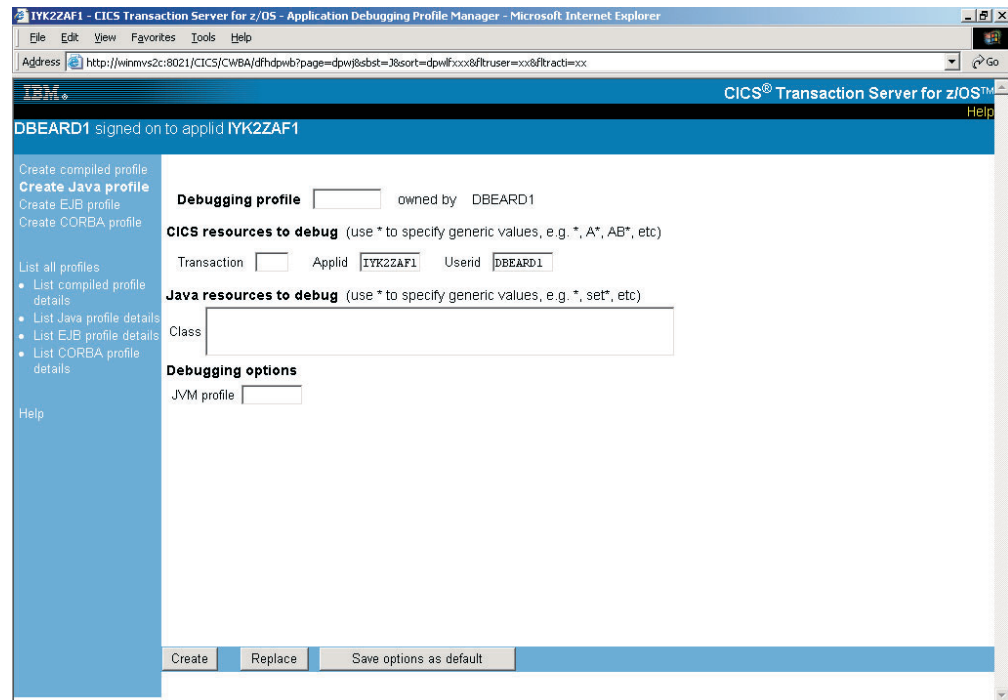 IYK2ZAF1 - CICS Transaction Server for z/OS - Application Debugging Profile Manager - Microsoft Internet Explorer
File Edit View Favorites Tools Help
Address http://winmvs2c:8021/CICS/CWBA/dfhdpwb?page=dpwj&sbst=J&sort=dpwlfxxx&fltruser=xx&fltracti=xx Go
IBM® CICS® Transaction Server for z/OS™
Help
DBEARD1 signed on to applid IYK2ZAF1
Create compiled profile
Create Java profile
Create EJB profile
Create CORBA profile
List all profiles
• List compiled profile
details
• List Java profile details
• List EJB profile details
• List CORBA profile
details
Help
Debugging profile owned by DBEARD1
CICS resources to debug (use * to specify generic values, e.g. *, A*, AB*, etc)
Transaction Applid IYK2ZAF1 Userid DBEARD1
Java resources to debug (use * to specify generic values, e.g. *, set*, etc)
Class
Debugging options
JVM profile
Create Replace Save options as default